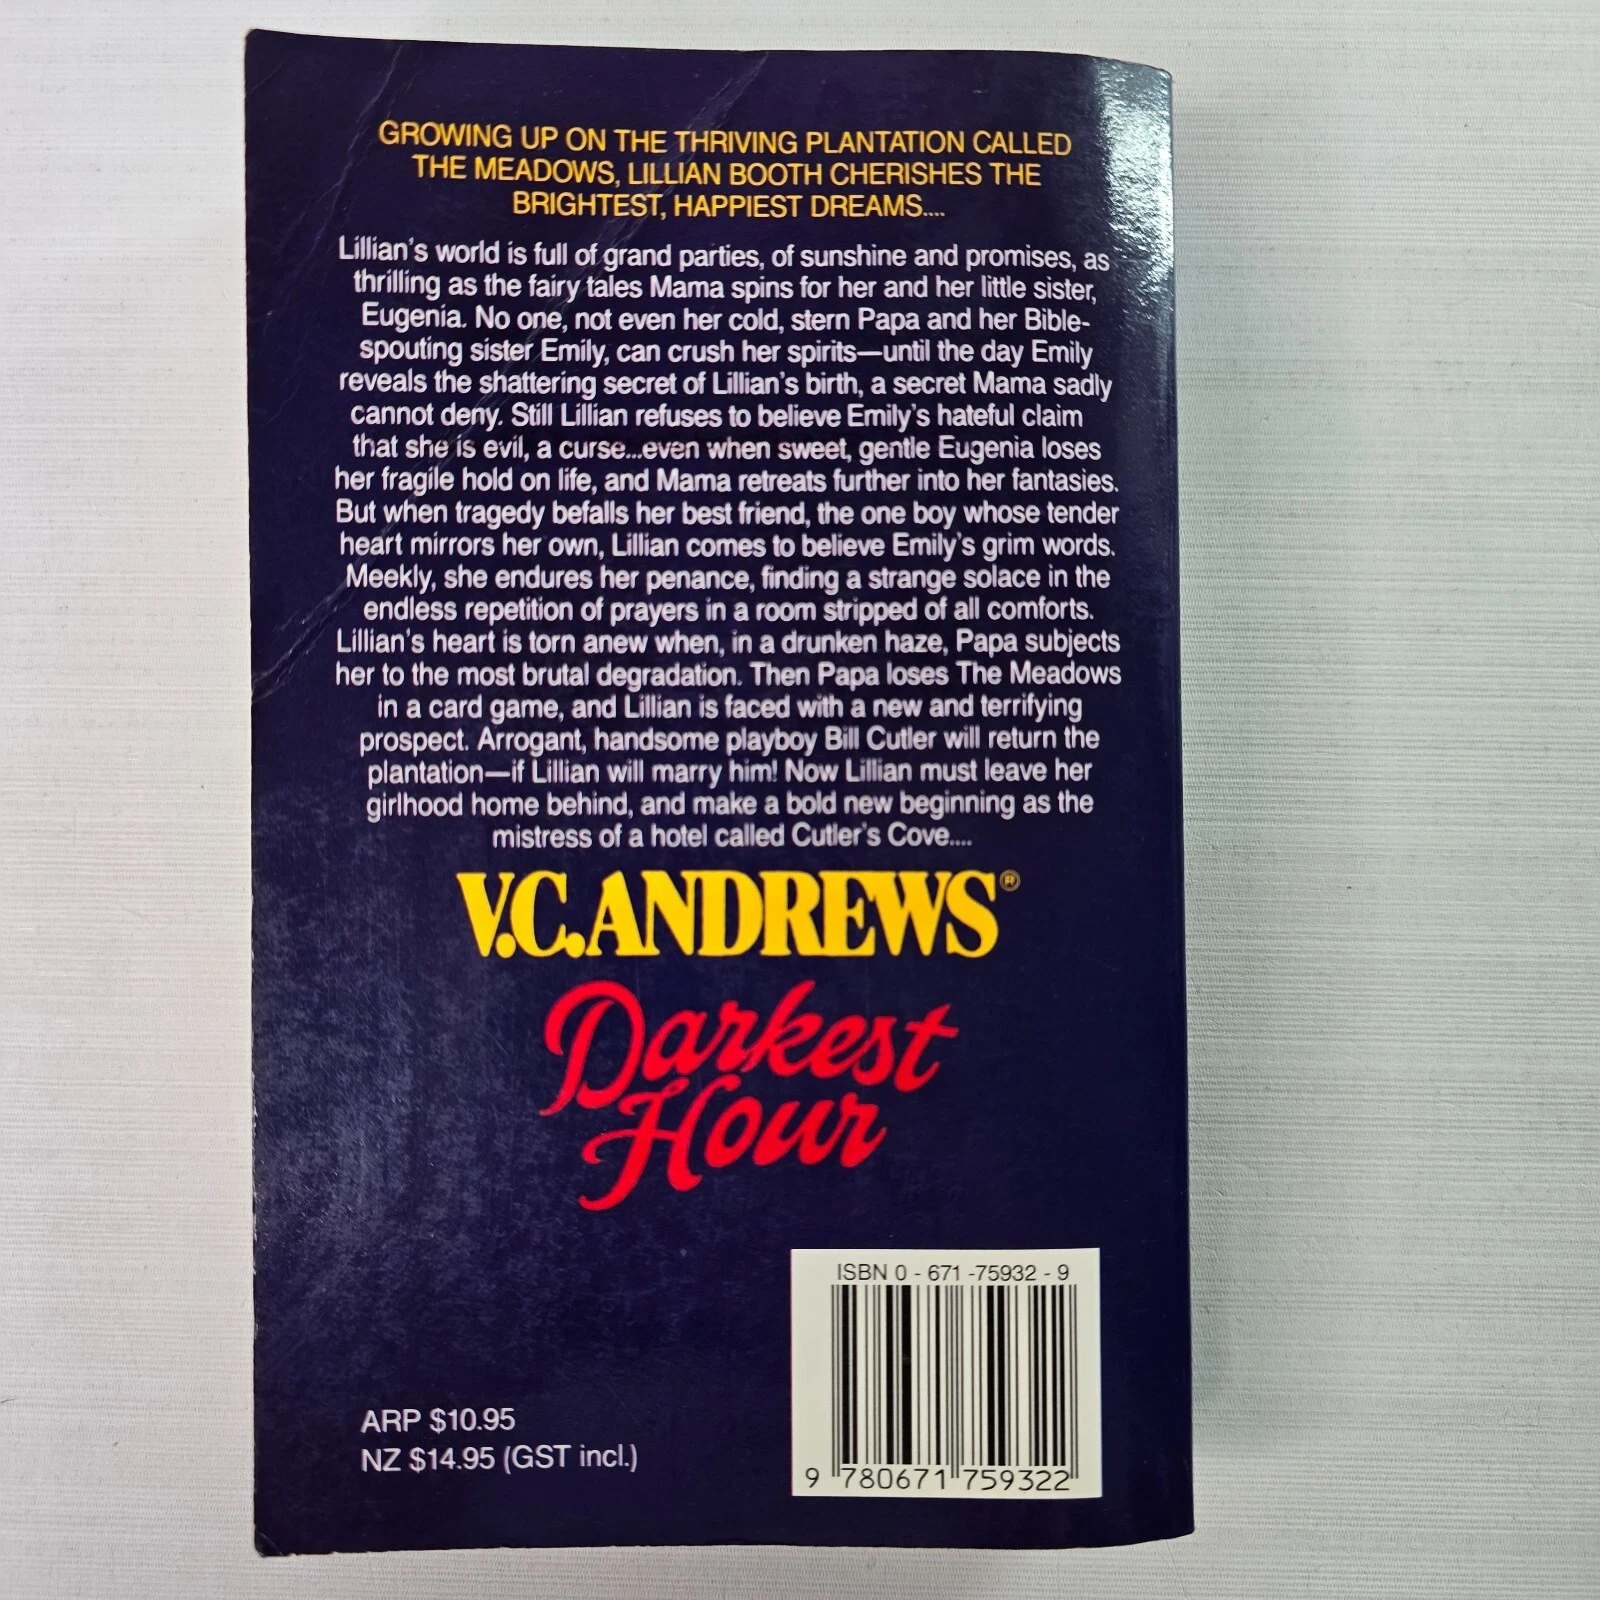 GROWING UP ON THE THRIVING PLANTATION CALLED
THE MEADOWS, LILLIAN BOOTH CHERISHES THE
BRIGHTEST, HAPPIEST DREAMS....
Lillian's world is full of grand parties, of sunshine and promises, as
thrilling as the fairy tales Mama spins for her and her little sister,
Eugenia. No one, not even her cold, stern Papa and her Bible-
spouting sister Emily, can crush her spirits—until the day Emily
reveals the shattering secret of Lillian's birth, a secret Mama sadly
cannot deny. Still Lillian refuses to believe Emily's hateful claim
that she is evil, a curse...even when sweet, gentle Eugenia loses
her fragile hold on life, and Mama retreats further into her fantasies.
But when tragedy befalls her best friend, the one boy whose tender
heart mirrors her own, Lillian comes to believe Emily's grim words.
Meekly, she endures her penance, finding a strange solace in the
endless repetition of prayers in a room stripped of all comforts.
Lillian's heart is torn anew when, in a drunken haze, Papa subjects
her to the most brutal degradation. Then Papa loses The Meadows
in a card game, and Lillian is faced with a new and terrifying
prospect. Arrogant, handsome playboy Bill Cutler will return the
plantation—if Lillian will marry him! Now Lillian must leave her
girlhood home behind, and make a bold new beginning as the
mistress of a hotel called Cutler's Cove....
V.C. ANDREWS®
Darkest
Hour
ISBN 0 - 671 -75932 - 9
9 780671 759322
ARP $10.95
NZ $14.95 (GST incl.)